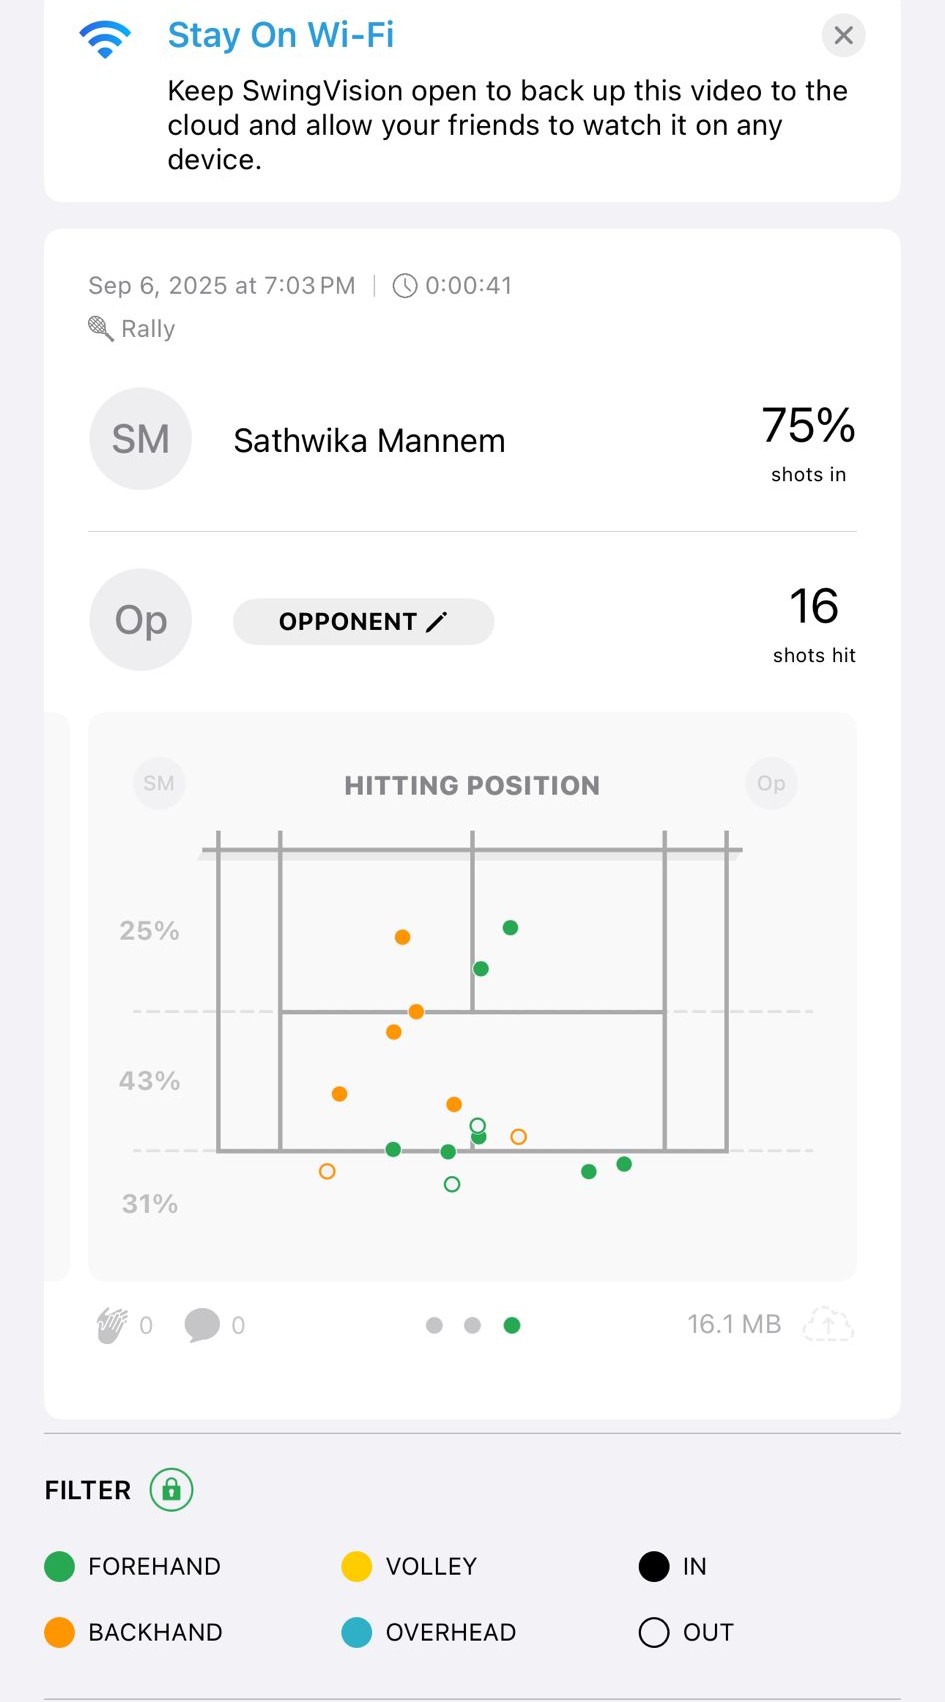 Stay On Wi-Fi
Keep SwingVision open to back up this video to the
cloud and allow your friends to watch it on any
device.
Sep 6, 2025 at 7:03 PM | 0:00:41
Rally
SM Sathwika Mannem 75%
shots in
Op OPPONENT 16
shots hit
SM HITTING POSITION Op
25%
43%
31%
0 0 16.1 MB
FILTER
FOREHAND VOLLEY IN
BACKHAND OVERHEAD OUT